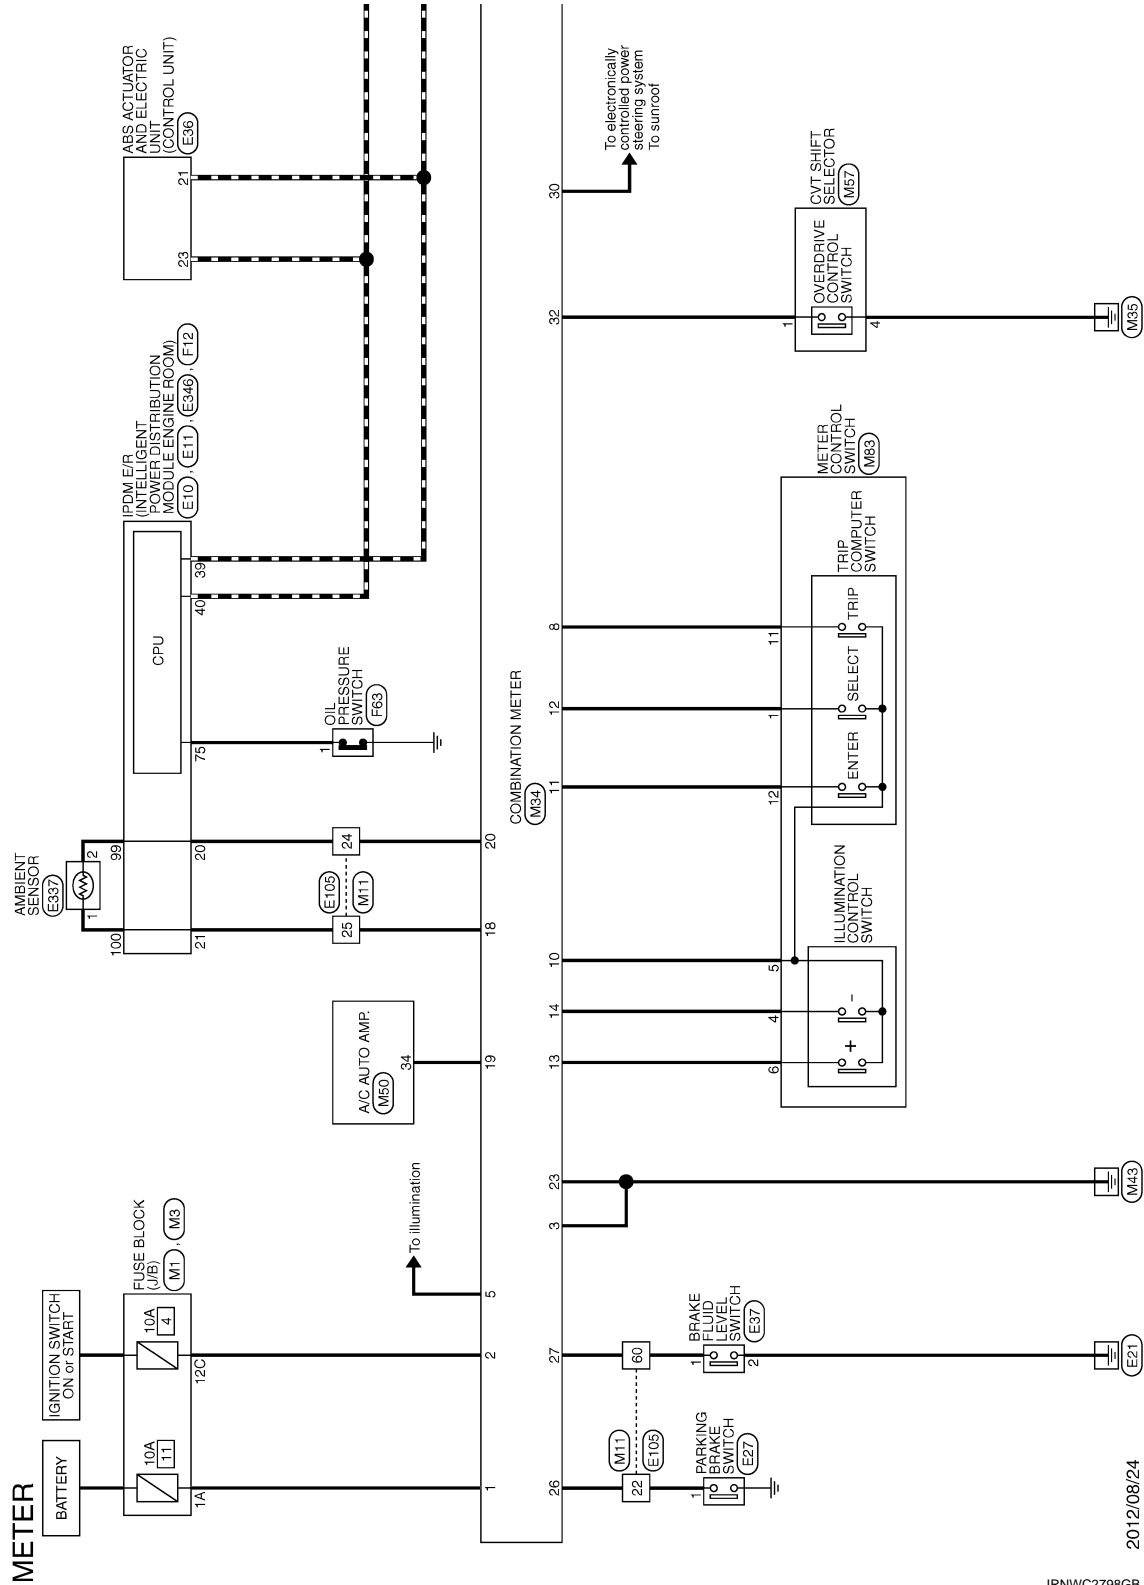 METER
BATTERY
IGNITION SWITCH
ON or START
FUSE BLOCK
(J/B)
M1 , M3
10A
11
10A
4
1A
12C
To illumination
A/C AUTO AMP.
M50
34
AMBIENT
SENSOR
E337
1
2
100
99
21
20
E105
M11
25
24
IPDM E/R
(INTELLIGENT
POWER DISTRIBUTION
MODULE ENGINE ROOM)
E10 , E11 , E346 , F12
CPU
75
40
39
OIL
PRESSURE
SWITCH
F63
1
ABS ACTUATOR
AND ELECTRIC
UNIT
(CONTROL UNIT)
E36
23
21
1
2
5
19
18
20
COMBINATION METER
M34
26
27
3
23
13
14
10
11
12
8
32
30
To electronically
controlled power
steering system
To sunroof
M11
E105
22
60
PARKING
BRAKE
SWITCH
E27
1
BRAKE
FLUID
LEVEL
SWITCH
E37
1
2
E21
M43
6
4
5
12
1
11
METER
CONTROL
SWITCH
M83
ILLUMINATION
CONTROL
SWITCH
+
-
TRIP
COMPUTER
SWITCH
ENTER
SELECT
TRIP
CVT SHIFT
SELECTOR
M57
OVERDRIVE
CONTROL
SWITCH
1
4
M35
2012/08/24